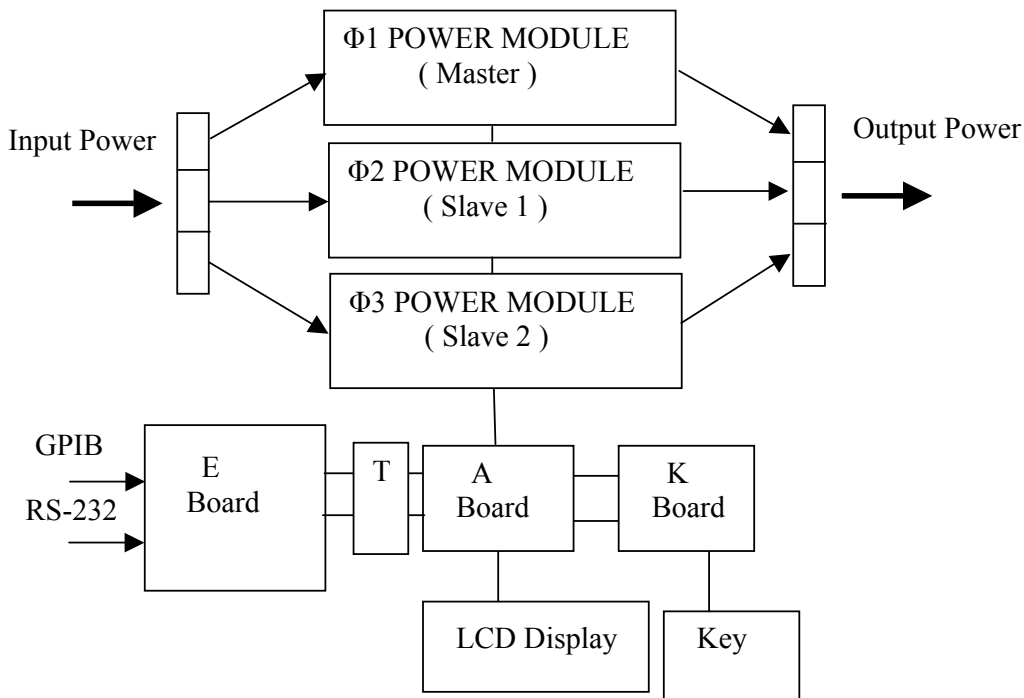 Φ1 POWER MODULE
( Master )
Input Power
Output Power
Φ2 POWER MODULE
( Slave 1 )
Φ3 POWER MODULE
( Slave 2 )
GPIB
RS-232
E
Board
T
A
Board
K
Board
LCD Display
Key